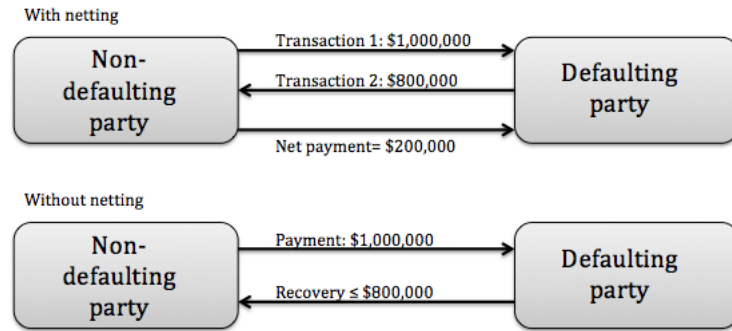 With netting
Non-
defaulting
party
Transaction 1: $1,000,000
Transaction 2: $800,000
Net payment= $200,000
Defaulting
party
Without netting
Non-
defaulting
party
Payment: $1,000,000
Recovery ≤ $800,000
Defaulting
party